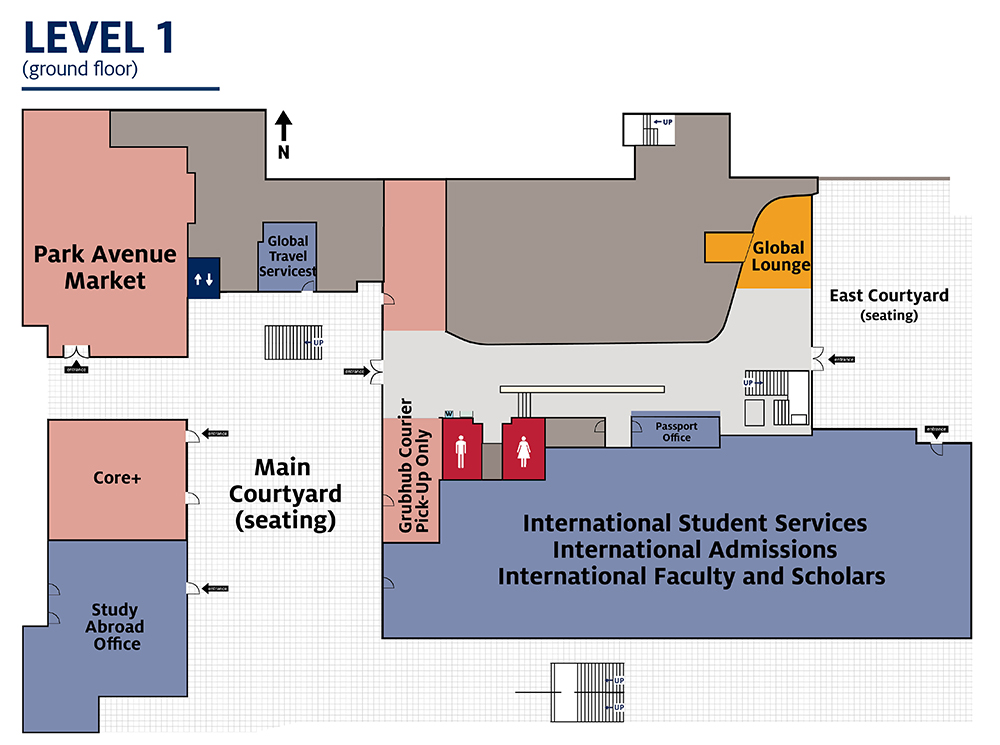 LEVEL 1
(ground floor)
N
UP
Park Avenue
Market
Global
Travel
Servicest
Global
Lounge
East Courtyard
(seating)
UP
entrance
entrance
entrance
UP
W
Grubhub Courier
Pick-Up Only
Passport
Office
entrance
entrance
Core+
Main
Courtyard
(seating)
International Student Services
International Admissions
International Faculty and Scholars
entrance
Study
Abroad
Office
UP
UP